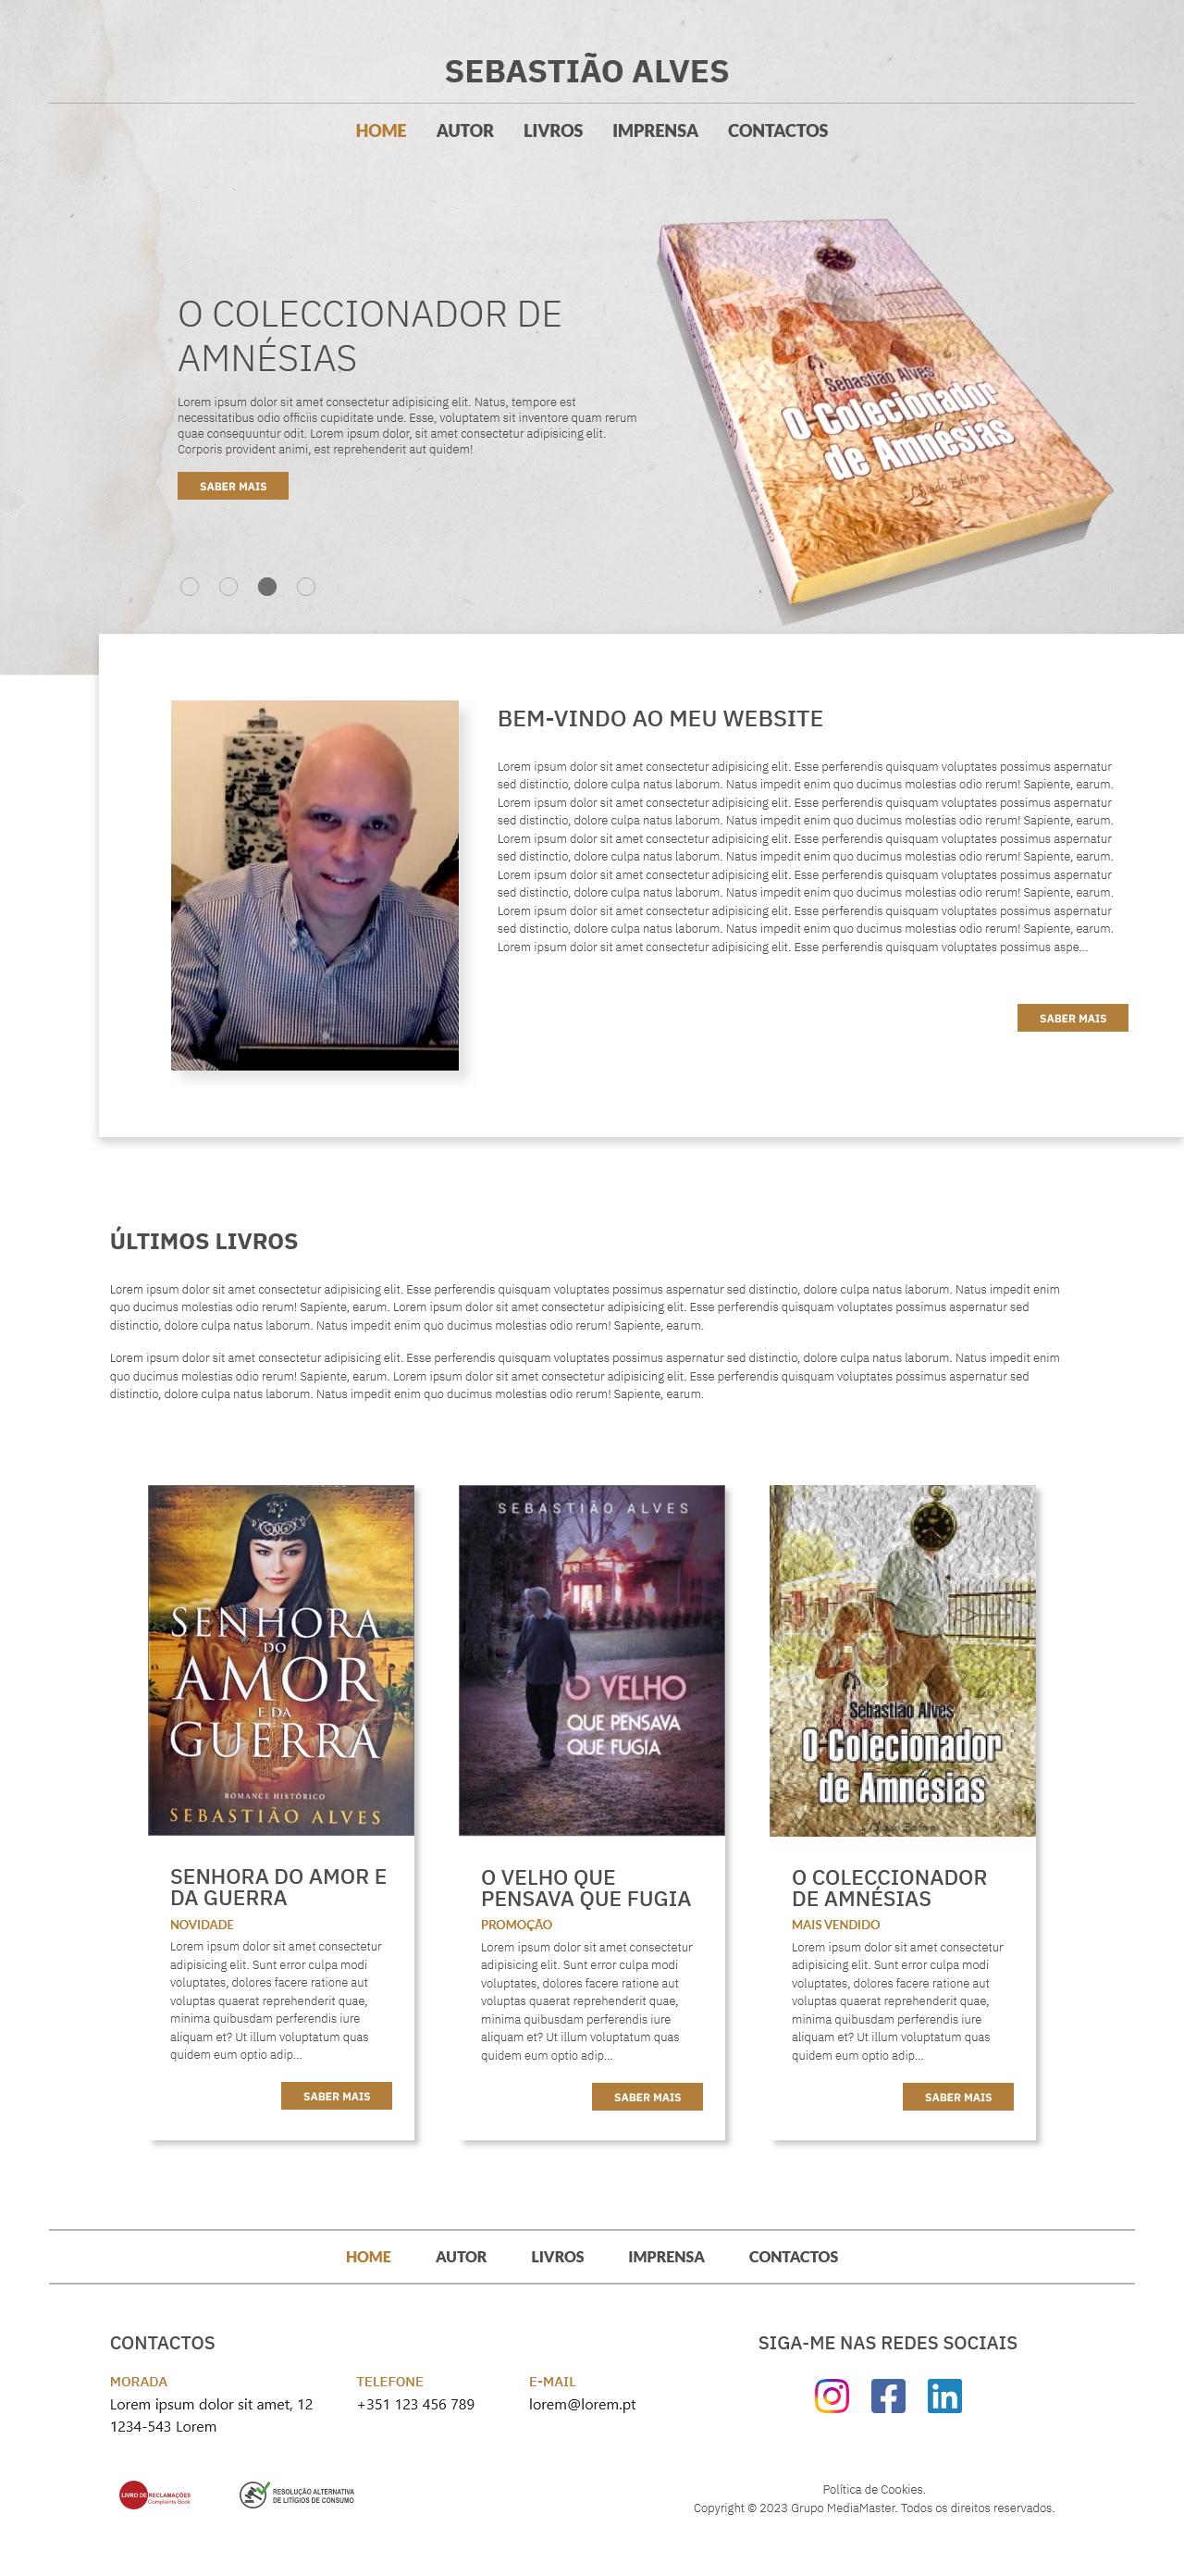 SEBASTIÃO ALVES
HOME AUTOR LIVROS IMPRENSA CONTACTOS
O COLECCIONADOR DE
AMNÉSIAS
Lorem ipsum dolor sit amet consectetur adipisicing elit. Natus, tempore est
necessitatibus odio officiis cupiditate unde. Esse, voluptatem sit inventore quam rerum
quae consequuntur odit. Lorem ipsum dolor, sit amet consectetur adipisicing elit.
Corporis provident animi, est reprehenderit aut quidem!
SABER MAIS
Sebastião Alves
O Colecionador
de Amnésias
BEM-VINDO AO MEU WEBSITE
Lorem ipsum dolor sit amet consectetur adipisicing elit. Esse perferendis quisquam voluptates possimus aspernatur
sed distinctio, dolore culpa natus laborum. Natus impedit enim quo ducimus molestias odio rerum! Sapiente, earum.
Lorem ipsum dolor sit amet consectetur adipisicing elit. Esse perferendis quisquam voluptates possimus aspernatur
sed distinctio, dolore culpa natus laborum. Natus impedit enim quo ducimus molestias odio rerum! Sapiente, earum.
Lorem ipsum dolor sit amet consectetur adipisicing elit. Esse perferendis quisquam voluptates possimus aspernatur
sed distinctio, dolore culpa natus laborum. Natus impedit enim quo ducimus molestias odio rerum! Sapiente, earum.
Lorem ipsum dolor sit amet consectetur adipisicing elit. Esse perferendis quisquam voluptates possimus aspernatur
sed distinctio, dolore culpa natus laborum. Natus impedit enim quo ducimus molestias odio rerum! Sapiente, earum.
Lorem ipsum dolor sit amet consectetur adipisicing elit. Esse perferendis quisquam voluptates possimus aspernatur
sed distinctio, dolore culpa natus laborum. Natus impedit enim quo ducimus molestias odio rerum! Sapiente, earum.
Lorem ipsum dolor sit amet consectetur adipisicing elit. Esse perferendis quisquam voluptates possimus aspe...
SABER MAIS
ÚLTIMOS LIVROS
Lorem ipsum dolor sit amet consectetur adipisicing elit. Esse perferendis quisquam voluptates possimus aspernatur sed distinctio, dolore culpa natus laborum. Natus impedit enim
quo ducimus molestias odio rerum! Sapiente, earum. Lorem ipsum dolor sit amet consectetur adipisicing elit. Esse perferendis quisquam voluptates possimus aspernatur sed
distinctio, dolore culpa natus laborum. Natus impedit enim quo ducimus molestias odio rerum! Sapiente, earum.
Lorem ipsum dolor sit amet consectetur adipisicing elit. Esse perferendis quisquam voluptates possimus aspernatur sed distinctio, dolore culpa natus laborum. Natus impedit enim
quo ducimus molestias odio rerum! Sapiente, earum. Lorem ipsum dolor sit amet consectetur adipisicing elit. Esse perferendis quisquam voluptates possimus aspernatur sed
distinctio, dolore culpa natus laborum. Natus impedit enim quo ducimus molestias odio rerum! Sapiente, earum.
SENHORA
DO
AMOR
E DA
GUERRA
ROMANCE HISTÓRICO
SEBASTIÃO ALVES
SENHORA DO AMOR E
DA GUERRA
NOVIDADE
Lorem ipsum dolor sit amet consectetur
adipisicing elit. Sunt error culpa modi
voluptates, dolores facere ratione aut
voluptas quaerat reprehenderit quae,
minima quibusdam perferendis iure
aliquam et? Ut illum voluptatum quas
quidem eum optio adip...
SABER MAIS
SEBASTIÃO ALVES
O VELHO
QUE PENSAVA
QUE FUGIA
O VELHO QUE
PENSAVA QUE FUGIA
PROMOÇÃO
Lorem ipsum dolor sit amet consectetur
adipisicing elit. Sunt error culpa modi
voluptates, dolores facere ratione aut
voluptas quaerat reprehenderit quae,
minima quibusdam perferendis iure
aliquam et? Ut illum voluptatum quas
quidem eum optio adip...
SABER MAIS
Sebastião Alves
O Colecionador
de Amnésias
O COLECCIONADOR
DE AMNÉSIAS
MAIS VENDIDO
Lorem ipsum dolor sit amet consectetur
adipisicing elit. Sunt error culpa modi
voluptates, dolores facere ratione aut
voluptas quaerat reprehenderit quae,
minima quibusdam perferendis iure
aliquam et? Ut illum voluptatum quas
quidem eum optio adip...
SABER MAIS
HOME AUTOR LIVROS IMPRENSA CONTACTOS
CONTACTOS
MORADA
Lorem ipsum dolor sit amet, 12
1234-543 Lorem
TELEFONE
+351 123 456 789
E-MAIL
lorem@lorem.pt
SIGA-ME NAS REDES SOCIAIS
LIVRO DE RECLAMAÇÕES
Complaints Book
RESOLUÇÃO ALTERNATIVA
DE LITÍGIOS DE CONSUMO
Política de Cookies.
Copyright © 2023 Grupo MediaMaster. Todos os direitos reservados.